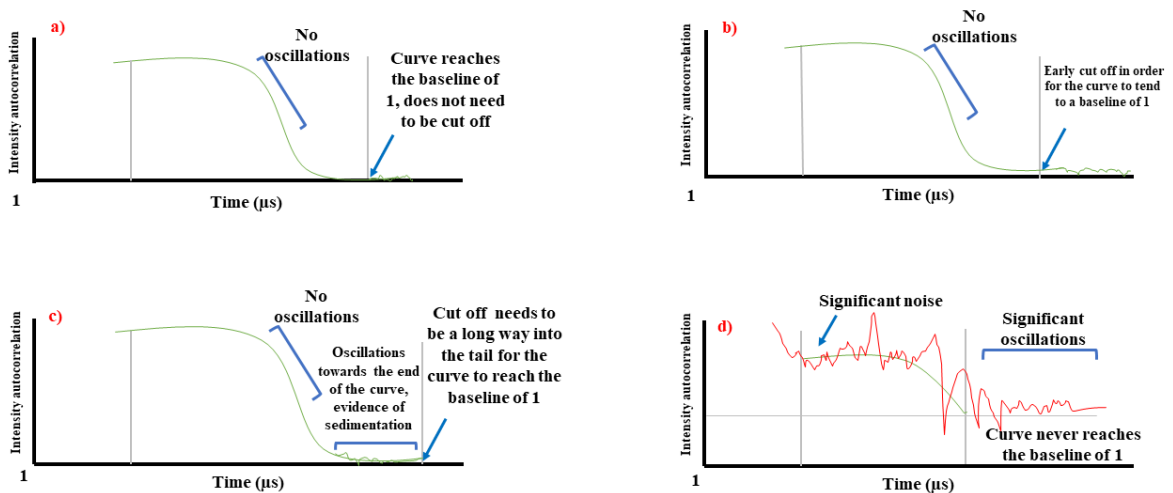 a)
Intensity autocorrelation
No
oscillations
Curve reaches
the baseline of
1, does not need
to be cut off
1
Time (µs)
b)
Intensity autocorrelation
No
oscillations
Early cut off in order
for the curve to tend
to a baseline of 1
1
Time (µs)
c)
Intensity autocorrelation
No
oscillations
Oscillations
towards the end
of the curve,
evidence of
sedimentation
Cut off needs to
be a long way into
the tail for the
curve to reach the
baseline of 1
1
Time (µs)
d)
Intensity autocorrelation
Significant noise
Significant
oscillations
Curve never reaches
the baseline of 1
1
Time (µs)